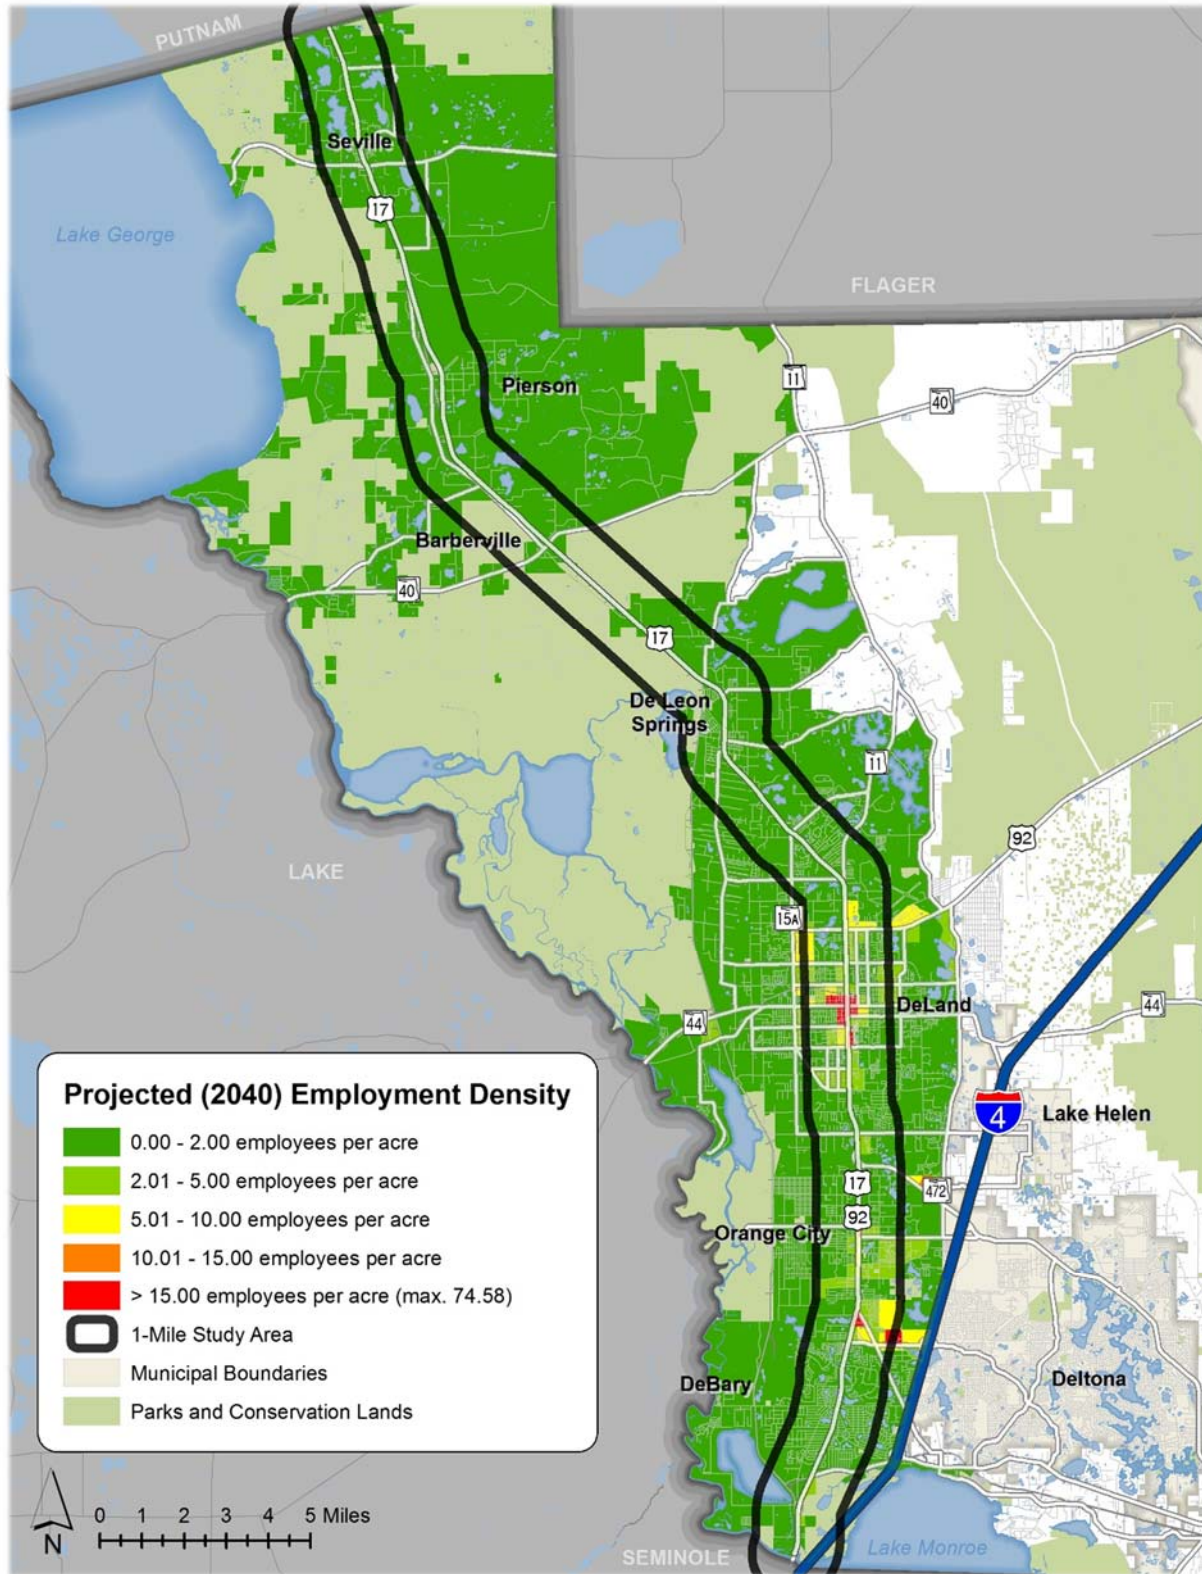 PUTNAM
Seville
17
Lake George
FLAGER
11
Pierson
40
Barberville
40
17
De Leon
Springs
11
92
LAKE
15A
DeLand
44
44
4
Lake Helen
472
17
92
Orange City
DeBary
Deltona
Projected (2040) Employment Density
0.00 - 2.00 employees per acre
2.01 - 5.00 employees per acre
5.01 - 10.00 employees per acre
10.01 - 15.00 employees per acre
> 15.00 employees per acre (max. 74.58)
1-Mile Study Area
Municipal Boundaries
Parks and Conservation Lands
N
0 1 2 3 4 5 Miles
SEMINOLE
Lake Monroe